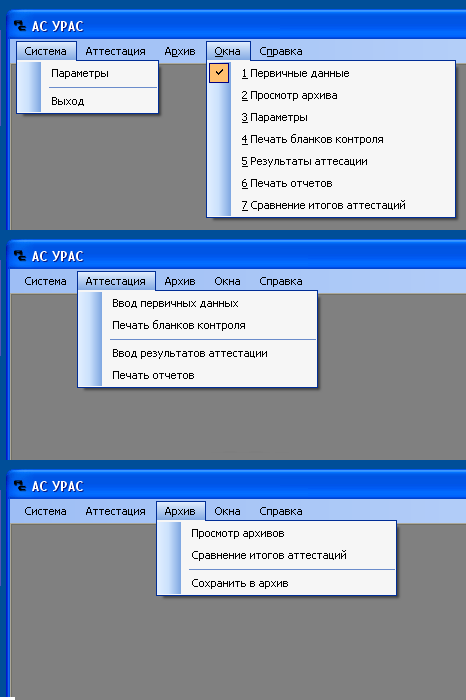 АС УРАС
Система Аттестация Архив Окна Справка
Параметры
Выход
1 Первичные данные
2 Просмотр архива
3 Параметры
4 Печать бланков контроля
5 Результаты аттесации
6 Печать отчетов
7 Сравнение итогов аттестаций
АС УРАС
Система Аттестация Архив Окна Справка
Ввод первичных данных
Печать бланков контроля
Ввод результатов аттестации
Печать отчетов
АС УРАС
Система Аттестация Архив Окна Справка
Просмотр архивов
Сравнение итогов аттестаций
Сохранить в архив